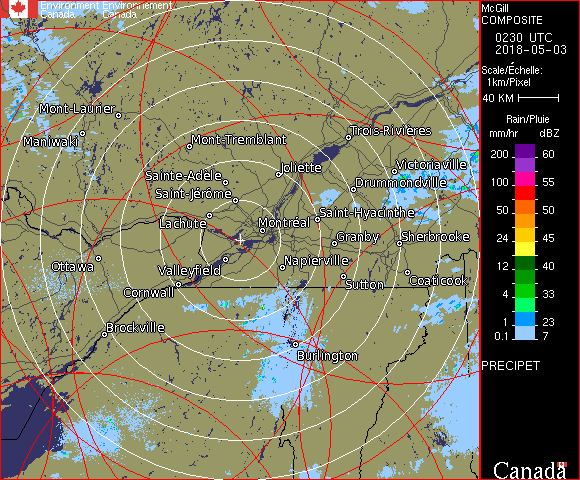 Environment Environnement
Canada Canada
McGill
COMPOSITE
0230 UTC
2018-05-03
Scale/Échelle:
1km/Pixel
40 KM
Rain/Pluie
mm/hr dBZ
200 60
100 55
50 50
24 45
12 40
4 33
1 23
0.1 7
PRECIPET
Canada
Mont-Laurier
Maniwaki
Mont-Tremblant
Trois-Rivières
Sainte-Adèle
Joliette
Victoriaville
Saint-Jérôme
Drummondville
Lachute
Montréal
Saint-Hyacinthe
Granby
Sherbrooke
Ottawa
Valleyfield
Napierville
Cornwall
Sutton
Coaticook
Brockville
Burlington